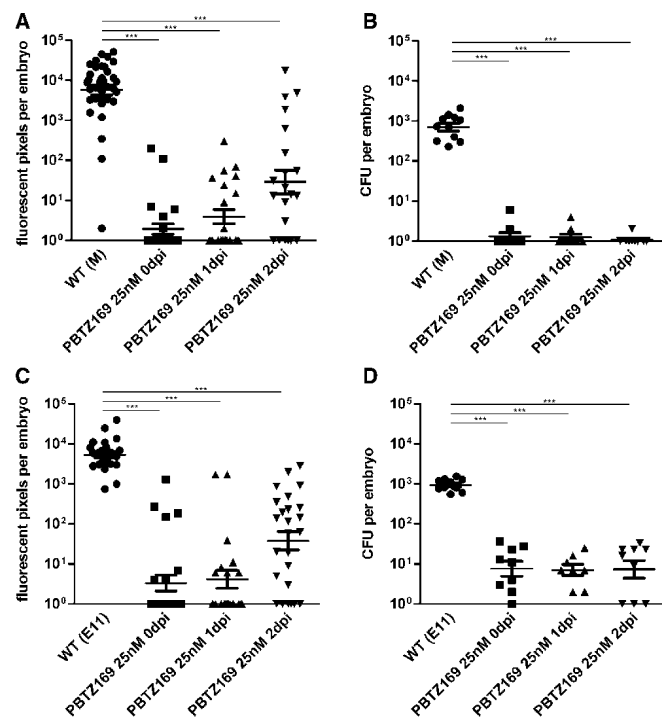 A
***
***
***
fluorescent pixels per embryo
10^5
10^4
10^3
10^2
10^1
10^0
WT (M)
PBTZ169 25nM 0dpi
PBTZ169 25nM 1dpi
PBTZ169 25nM 2dpi
B
***
***
***
CFU per embryo
10^5
10^4
10^3
10^2
10^1
10^0
WT (M)
PBTZ169 25nM 0dpi
PBTZ169 25nM 1dpi
PBTZ169 25nM 2dpi
C
***
***
***
fluorescent pixels per embryo
10^5
10^4
10^3
10^2
10^1
10^0
WT (E11)
PBTZ169 25nM 0dpi
PBTZ169 25nM 1dpi
PBTZ169 25nM 2dpi
D
***
***
***
CFU per embryo
10^5
10^4
10^3
10^2
10^1
10^0
WT (E11)
PBTZ169 25nM 0dpi
PBTZ169 25nM 1dpi
PBTZ169 25nM 2dpi